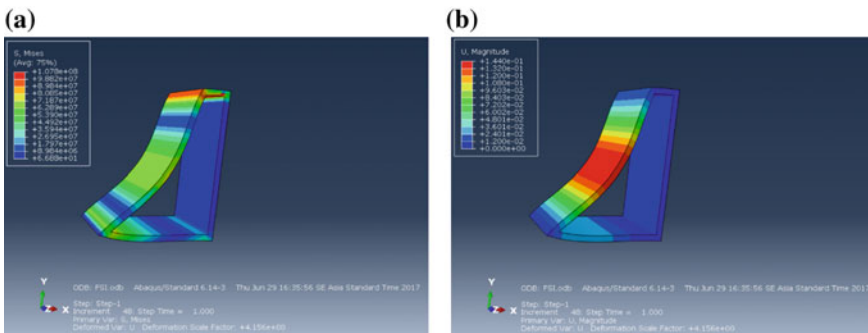 (a)
S, Mises
(Avg: 75%)
+1.078e+08
+9.882e+07
+8.984e+07
+8.085e+07
+7.187e+07
+6.289e+07
+5.390e+07
+4.492e+07
+3.594e+07
+2.695e+07
+1.797e+07
+8.984e+06
+6.688e+01
Y
X
ODB: FSI.odb Abaqus/Standard 6.14-3 Thu Jun 29 16:35:56 SE Asia Standard Time 2017
Step: Step-1
Increment 48: Step Time = 1.000
Primary Var: S, Mises
Deformed Var: U Deformation Scale Factor: +4.156e+00
(b)
U, Magnitude
+1.440e-01
+1.320e-01
+1.200e-01
+1.080e-01
+9.603e-02
+8.403e-02
+7.202e-02
+6.002e-02
+4.801e-02
+3.601e-02
+2.401e-02
+1.200e-02
+0.000e+00
Y
X
ODB: FSI.odb Abaqus/Standard 6.14-3 Thu Jun 29 16:35:56 SE Asia Standard Time 2017
Step: Step-1
Increment 48: Step Time = 1.000
Primary Var: U, Magnitude
Deformed Var: U Deformation Scale Factor: +4.156e+00